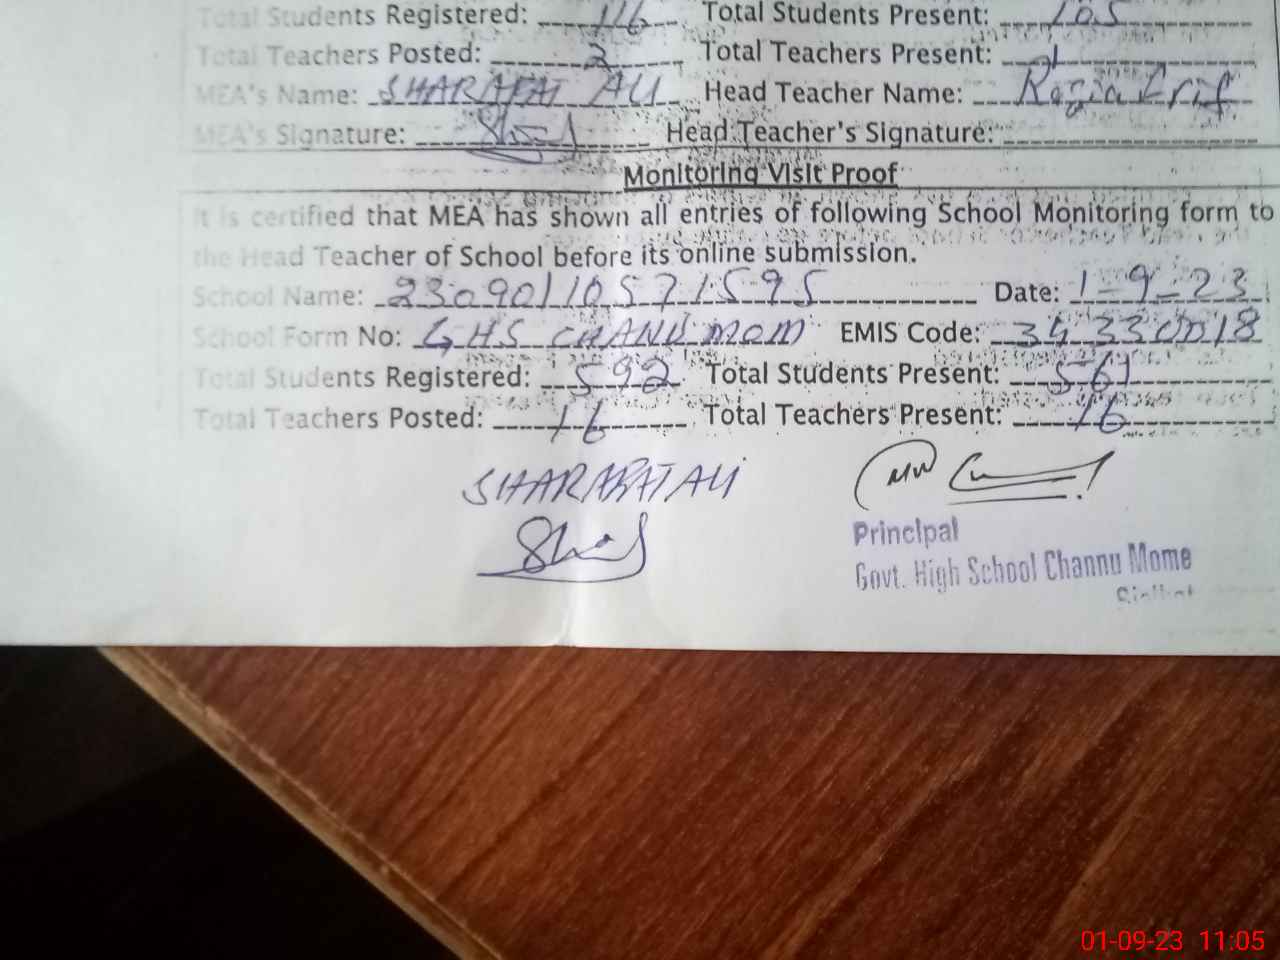 Total Students Registered: 116 Total Students Present: 105
Total Teachers Posted: 2 Total Teachers Present:
MEA's Name: SHARAFAT ALI Head Teacher Name: Razia Arif
MEA's Signature: Head Teacher's Signature:
Monitoring Visit Proof
It is certified that MEA has shown all entries of following School Monitoring form to
the Head Teacher of School before its online submission.
School Name: 23090110571595 Date: 1-9-23
School Form No: GHS CHANU MOM EMIS Code: 34330018
Total Students Registered: 592 Total Students Present: 561
Total Teachers Posted: 16 Total Teachers Present: 16
SHARAFAT ALI
Principal
Govt. High School Channu Mome
Sialkot
01-09-23 11:05